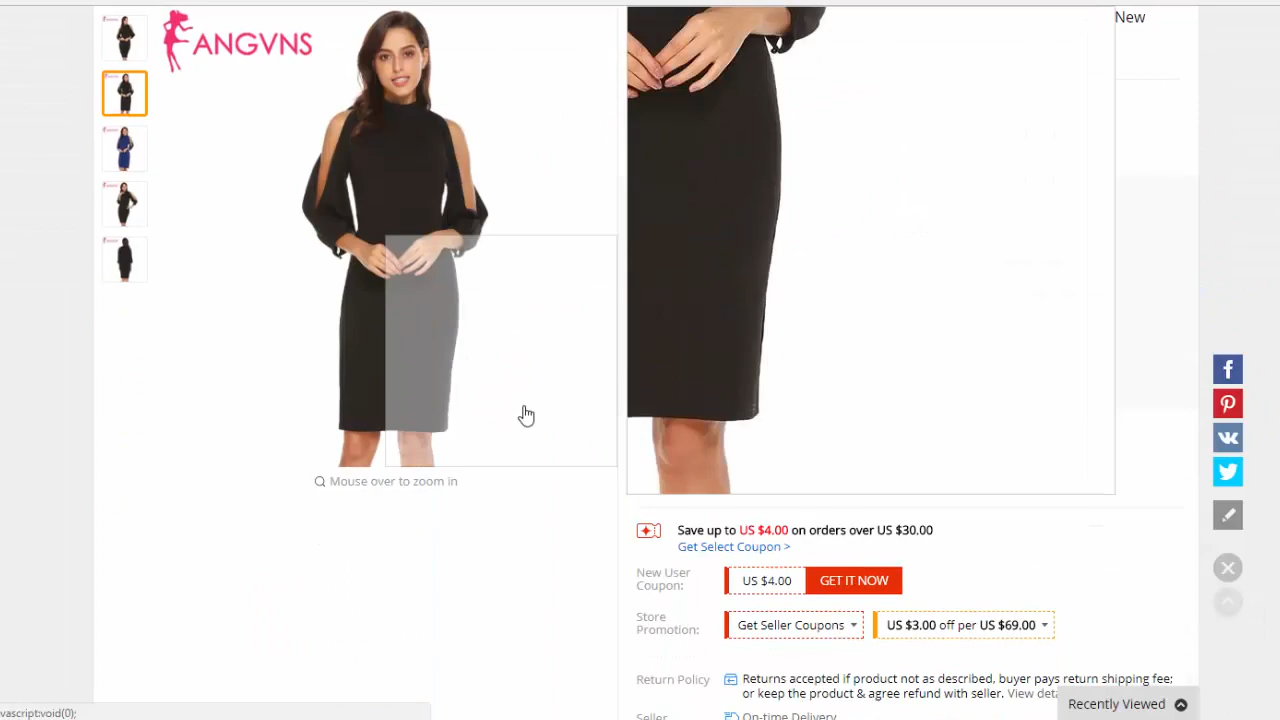 ANGVNS
New
Mouse over to zoom in
Save up to US $4.00 on orders over US $30.00
Get Select Coupon >
New User
Coupon:
US $4.00
GET IT NOW
Store
Promotion:
Get Seller Coupons
US $3.00 off per US $69.00
Return Policy
Returns accepted if product not as described, buyer pays return shipping fee;
or keep the product & agree refund with seller. View deta
Recently Viewed
vascript:void(0);
Seller
On-time Delivery